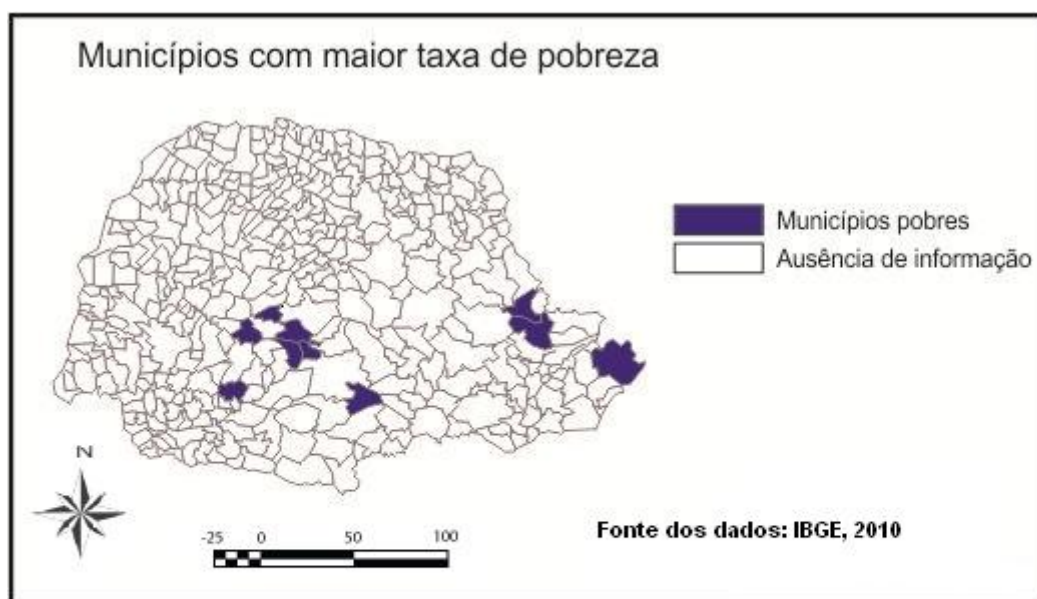 Municípios com maior taxa de pobreza
Municípios pobres
Ausência de informação
N
-25 0 50 100
Fonte dos dados: IBGE, 2010